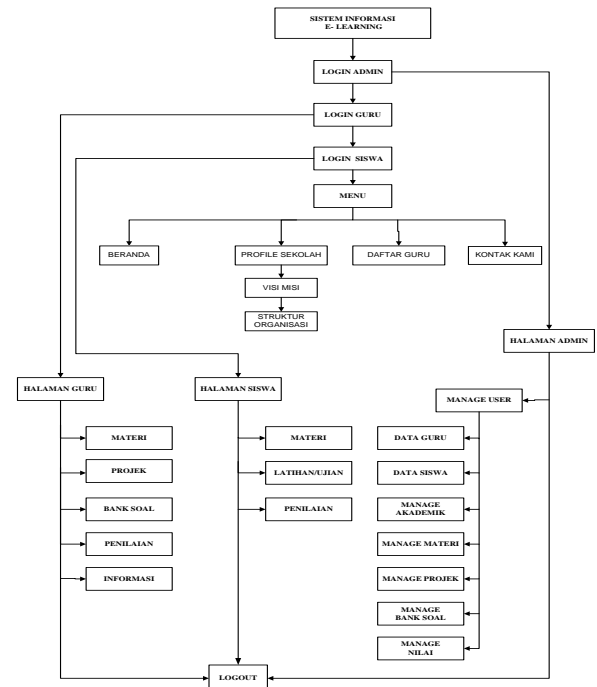 SISTEM INFORMASI
E- LEARNING
LOGIN ADMIN
LOGIN GURU
LOGIN SISWA
MENU
BERANDA
PROFILE SEKOLAH
DAFTAR GURU
KONTAK KAMI
VISI MISI
STRUKTUR
ORGANISASI
HALAMAN ADMIN
HALAMAN GURU
HALAMAN SISWA
MANAGE USER
MATERI
PROJEK
BANK SOAL
PENILAIAN
INFORMASI
MATERI
LATIHAN/UJIAN
PENILAIAN
DATA GURU
DATA SISWA
MANAGE
AKADEMIK
MANAGE MATERI
MANAGE PROJEK
MANAGE
BANK SOAL
MANAGE
NILAI
LOGOUT